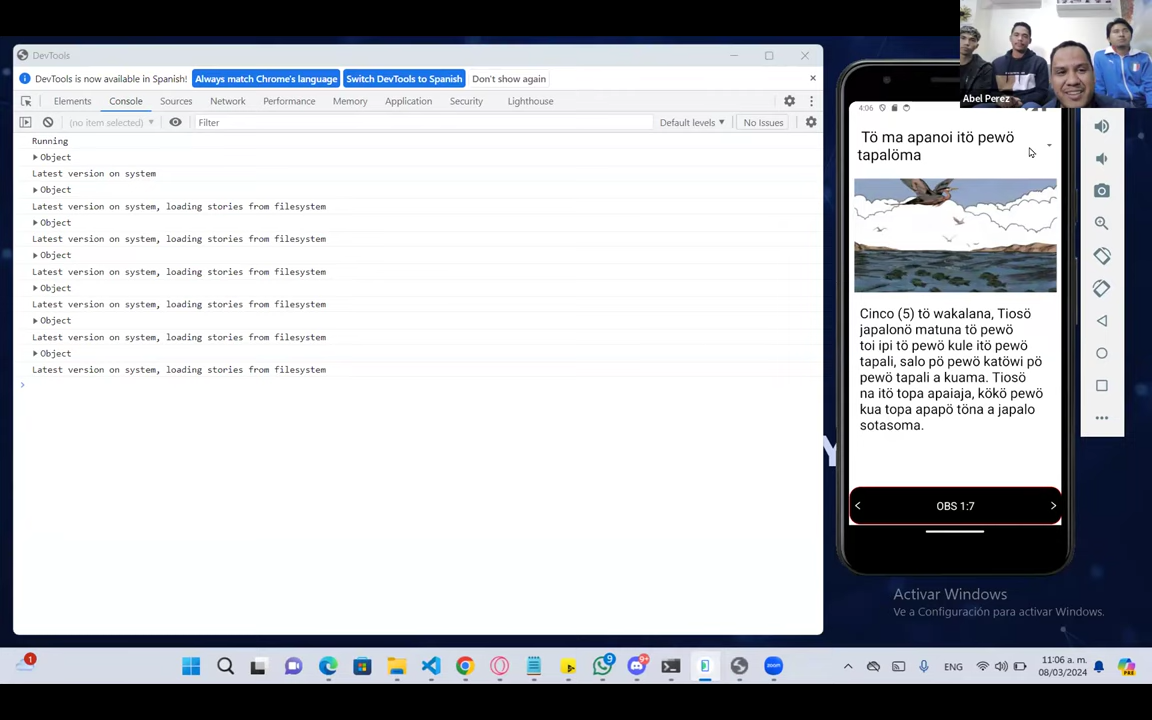 DevTools
DevTools is now available in Spanish!
Always match Chrome's language
Switch DevTools to Spanish
Don't show again
Elements
Console
Sources
Network
Performance
Memory
Application
Security
Lighthouse
(no item selected)
Filter
Default levels
No Issues
Running
Object
Latest version on system
Object
Latest version on system, loading stories from filesystem
Object
Latest version on system, loading stories from filesystem
Object
Latest version on system, loading stories from filesystem
Object
Latest version on system, loading stories from filesystem
Object
Latest version on system, loading stories from filesystem
Object
Latest version on system, loading stories from filesystem
Abel Perez
4:06
Tö ma apanoi itö pewö
tapalöma
Cinco (5) tö wakalana, Tiosö
japalonö matuna tö pewö
toi ipi tö pewö kule itö pewö
tapali, salo pö pewö katöwi pö
pewö tapali a kuama. Tiosö
na itö topa apaiaja, kökö pewö
kua topa apapö töna a japalo
sotasoma.
OBS 1:7
Y
Activar Windows
Ve a Configuración para activar Windows.
1
9
9+
ENG
11:06 a. m.
08/03/2024
PRE